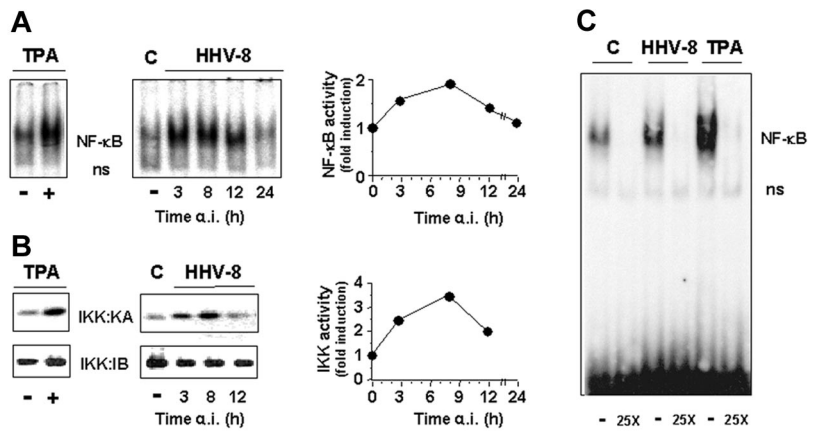 A
TPA
C HHV-8
NF-κB
ns
- +
- 3 8 12 24
Time a.i. (h)
NF-κB activity
(fold induction)
2
1
0
0 3 6 9 12 24
Time a.i. (h)
B
TPA
C HHV-8
IKK:KA
IKK:IB
- +
- 3 8 12
Time a.i. (h)
IKK activity
(fold induction)
4
3
2
1
0
0 3 6 9 12 24
Time a.i. (h)
C
C HHV-8 TPA
NF-κB
ns
- 25X - 25X - 25X